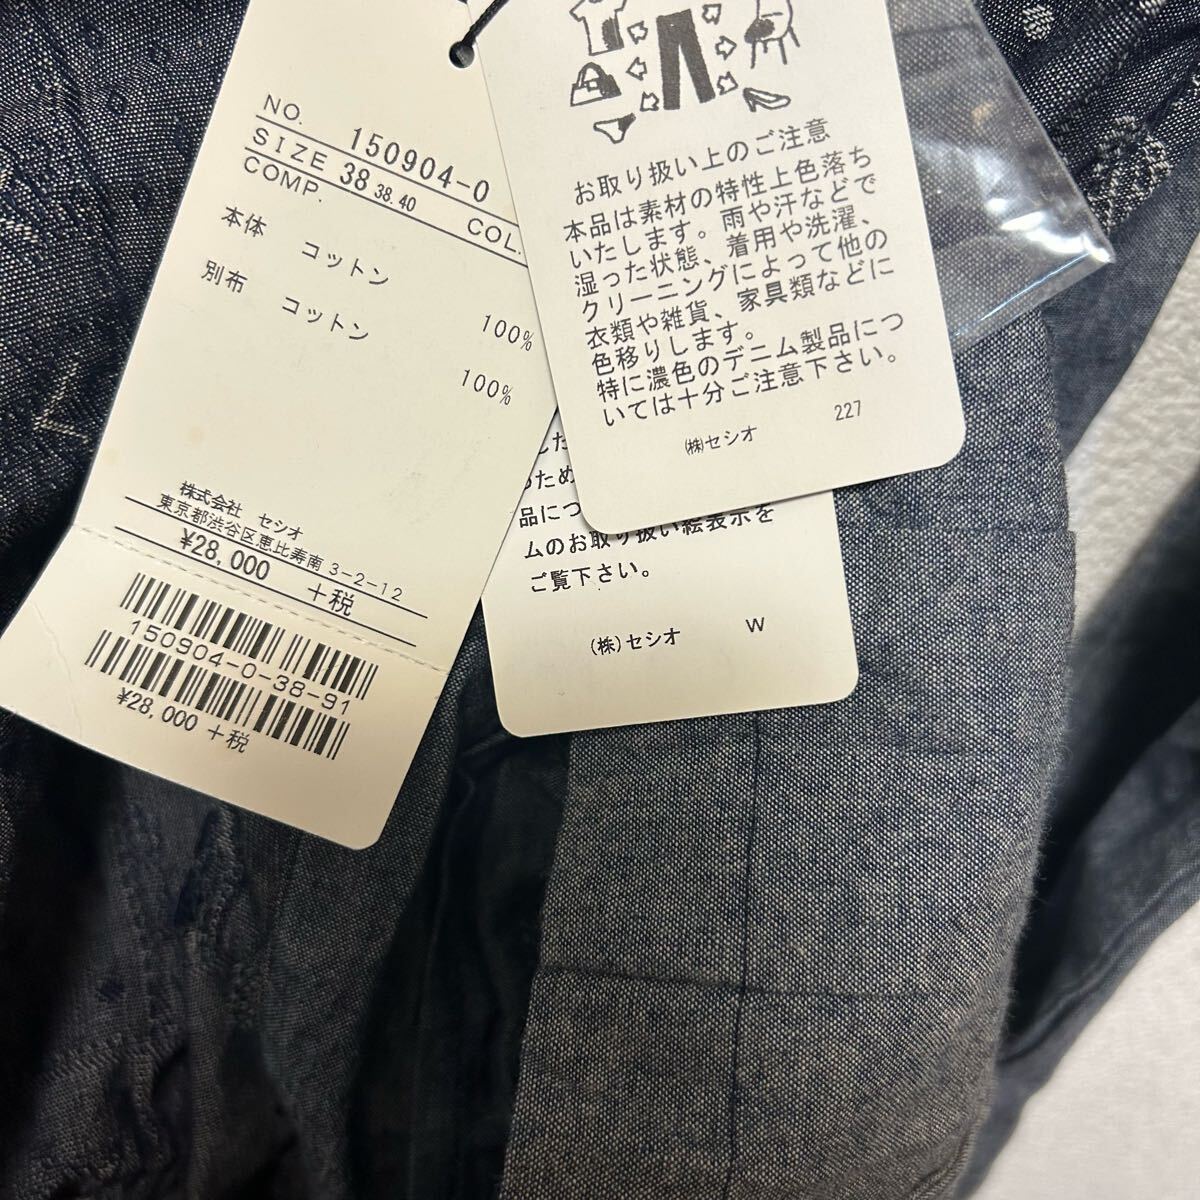 NO. 150904-0
SIZE 38 38.40 COL.
COMP.
本体 コットン 100%
別布 コットン 100%
株式会社 セシオ
東京都渋谷区恵比寿南3-2-12
¥28,000 +税
150904-0-38-91
¥28,000 +税
お取り扱い上のご注意
本品は素材の特性上色落ち
いたします。雨や汗などで
湿った状態、着用や洗濯、
クリーニングによって他の
衣類や雑貨、家具類などに
色移りします。
特に濃色のデニム製品につ
いては十分ご注意下さい。
㈱セシオ 227
した
ため
品につ
ムのお取り扱い絵表示を
ご覧下さい。
(株)セシオ W